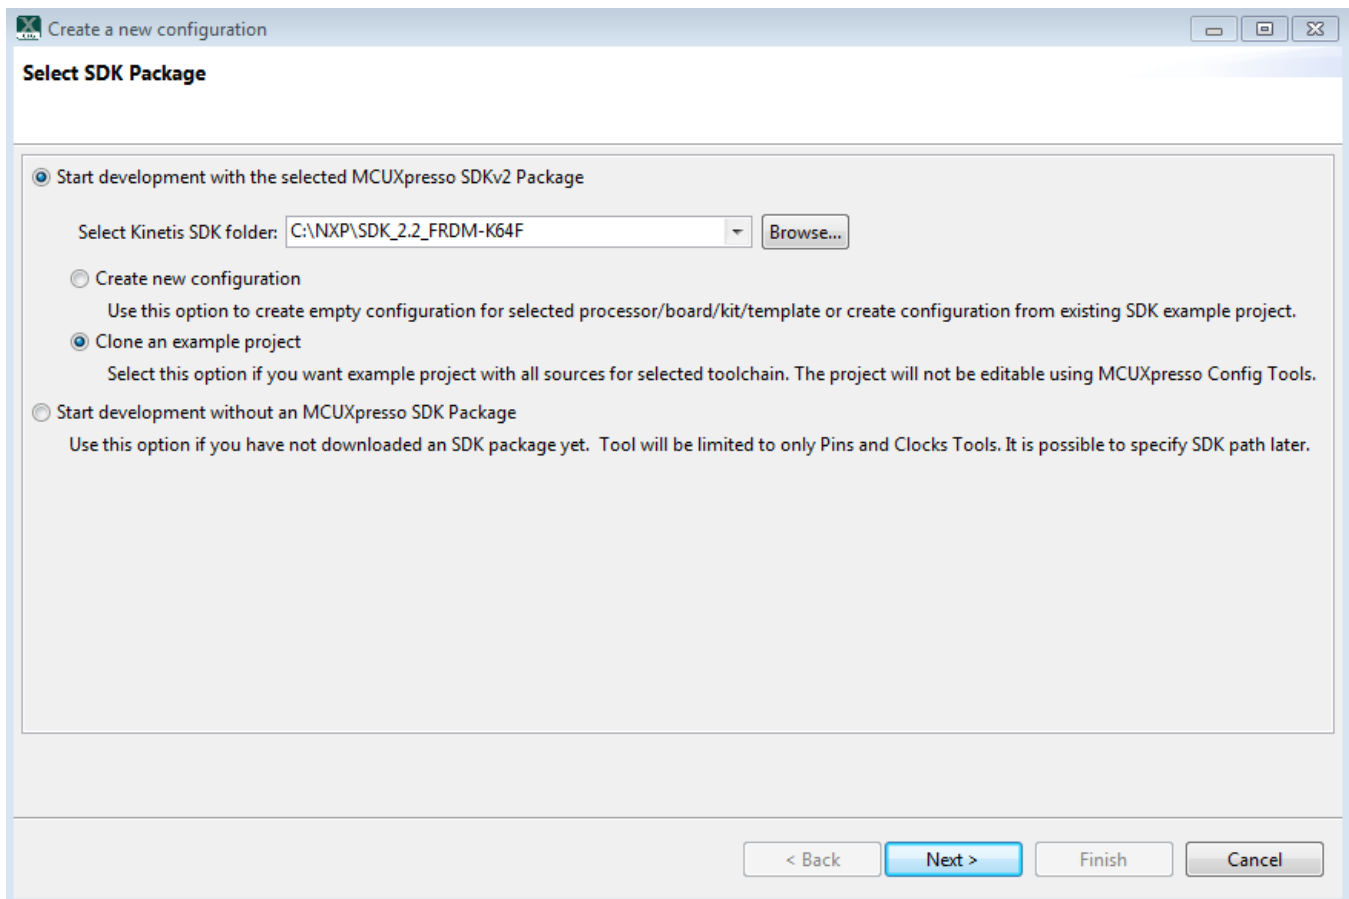 Create a new configuration
Select SDK Package
Start development with the selected MCUXpresso SDKv2 Package
Select Kinetis SDK folder: C:\NXP\SDK_2.2_FRDM-K64F Browse...
Create new configuration
Use this option to create empty configuration for selected processor/board/kit/template or create configuration from existing SDK example project.
Clone an example project
Select this option if you want example project with all sources for selected toolchain. The project will not be editable using MCUXpresso Config Tools.
Start development without an MCUXpresso SDK Package
Use this option if you have not downloaded an SDK package yet.  Tool will be limited to only Pins and Clocks Tools. It is possible to specify SDK path later.
< Back Next > Finish Cancel